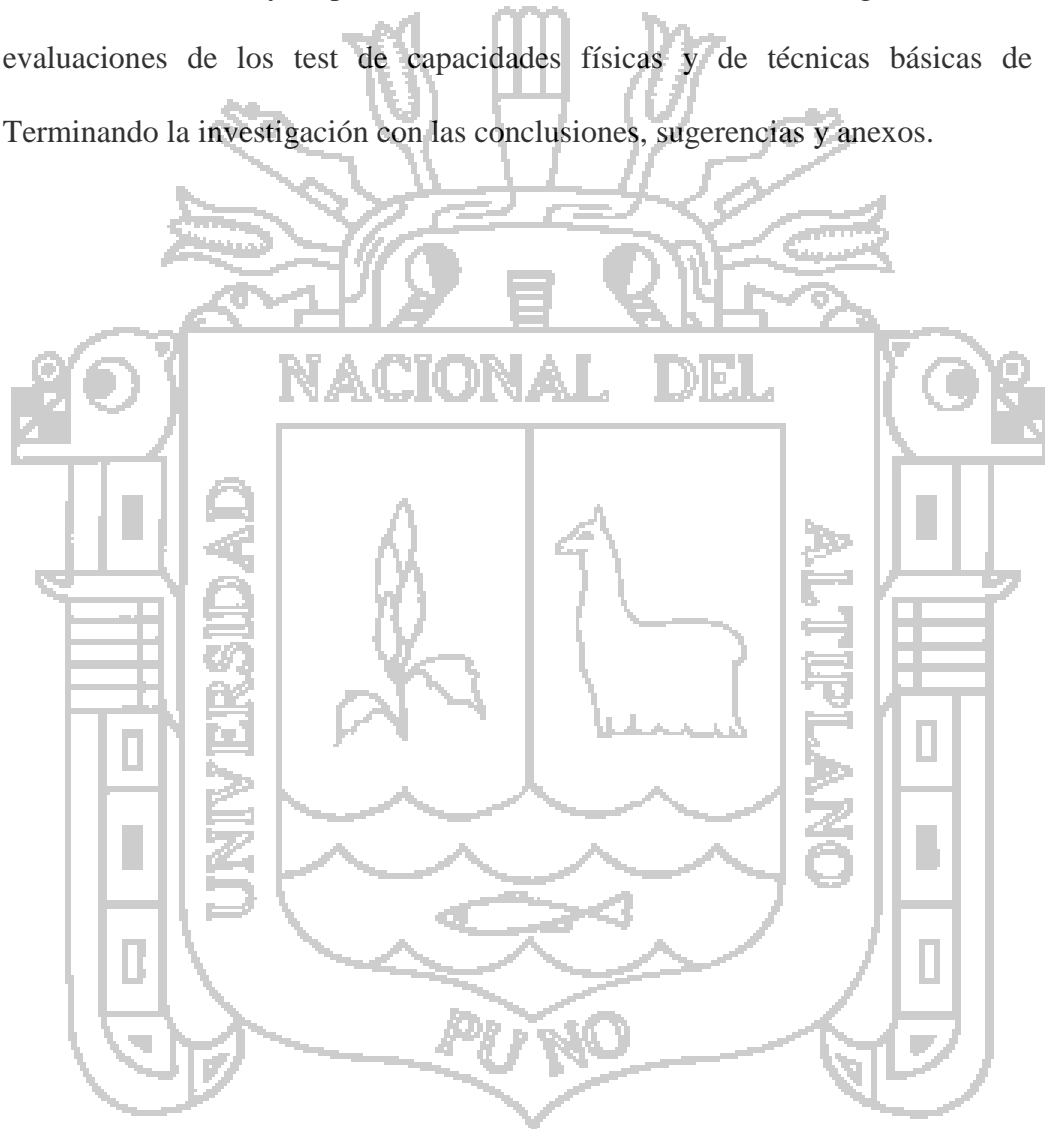 evaluaciones de los test de capacidades físicas y de técnicas básicas de
Terminando la investigación con las conclusiones, sugerencias y anexos.
NACIONAL DEL
UNIVERSIDAD
ALTIPLANO
PUNO